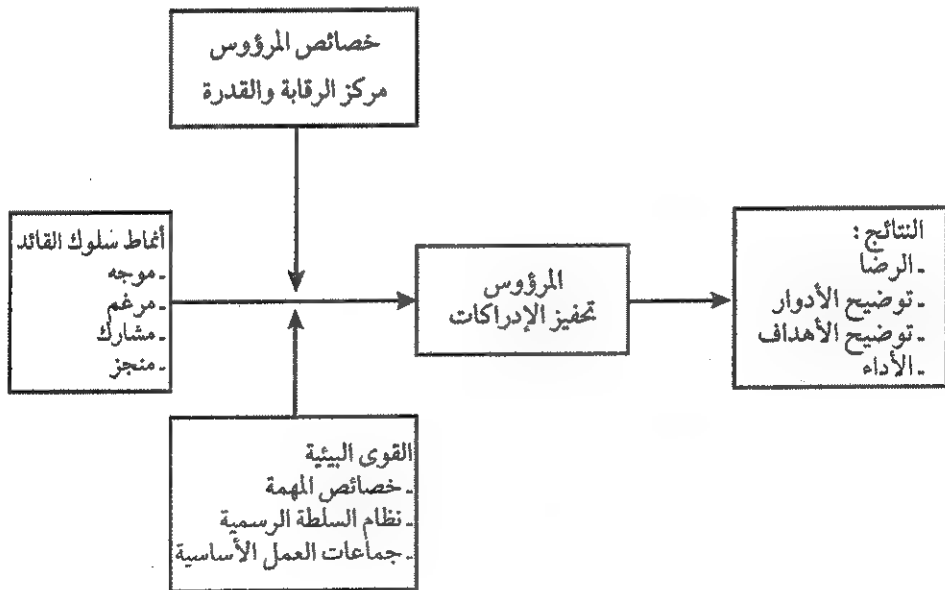 خصائص المرؤوس
مركز الرقابة والقدرة
أنماط سلوك القائد
ـ موجه
ـ مرغم
ـ مشارك
ـ منجز
المرؤوس
تحفيز الإدراكات
النتائج:
ـ الرضا
ـ توضيح الأدوار
ـ توضيح الأهداف
ـ الأداء
القوى البيئية
ـ خصائص المهمة
ـ نظام السلطة الرسمية
ـ جماعات العمل الأساسية